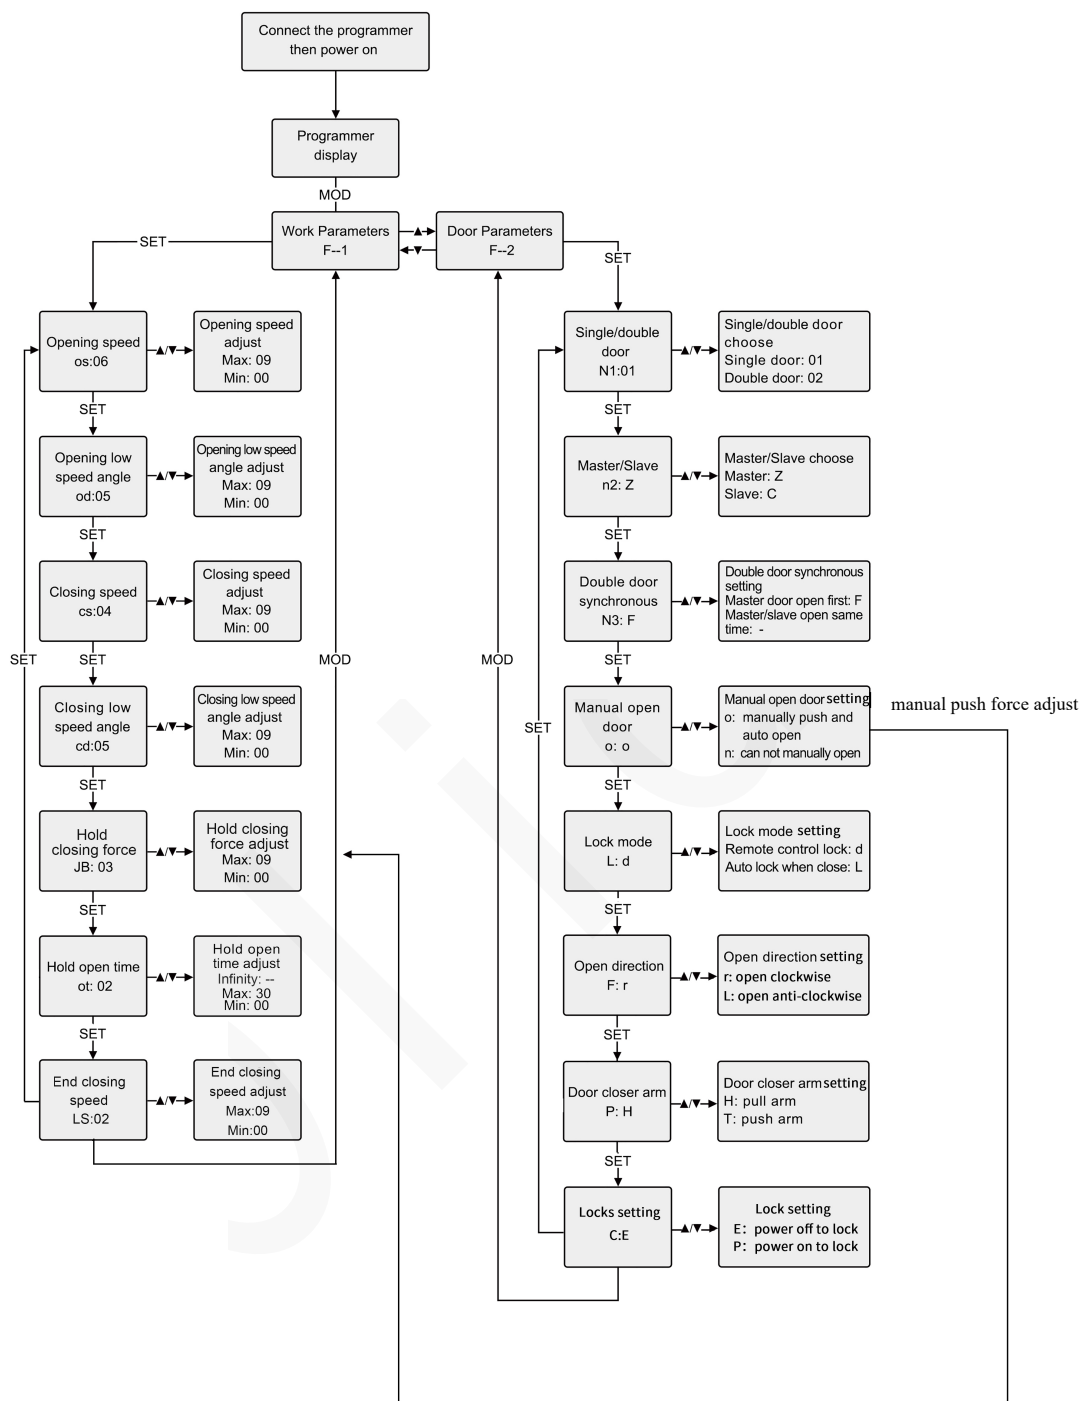 Connect the programmer
then power on
Programmer
display
MOD
Work Parameters
F--1
▲
▼
Door Parameters
F--2
SET
SET
Opening speed
os:06
▲/▼
Opening speed
adjust
Max: 09
Min: 00
SET
Opening low
speed angle
od:05
▲/▼
Opening low speed
angle adjust
Max: 09
Min: 00
SET
Closing speed
cs:04
▲/▼
Closing speed
adjust
Max: 09
Min: 00
SET
SET
MOD
Closing low
speed angle
cd:05
▲/▼
Closing low speed
angle adjust
Max: 09
Min: 00
SET
Hold
closing force
JB: 03
▲/▼
Hold closing
force adjust
Max: 09
Min: 00
SET
Hold open time
ot: 02
▲/▼
Hold open
time adjust
Infinity: --
Max: 30
Min: 00
SET
End closing
speed
LS:02
▲/▼
End closing
speed adjust
Max:09
Min:00
Single/double
door
N1:01
▲/▼
Single/double door
choose
Single door: 01
Double door: 02
SET
Master/Slave
n2: Z
▲/▼
Master/Slave choose
Master: Z
Slave: C
SET
Double door
synchronous
N3: F
▲/▼
Double door synchronous
setting
Master door open first: F
Master/slave open same
time: -
MOD
SET
SET
Manual open
door
o: o
▲/▼
Manual open door setting
o: manually push and
auto open
n: can not manually open
manual push force adjust
SET
Lock mode
L: d
▲/▼
Lock mode setting
Remote control lock: d
Auto lock when close: L
SET
Open direction
F: r
▲/▼
Open direction setting
r: open clockwise
L: open anti-clockwise
SET
Door closer arm
P: H
▲/▼
Door closer arm setting
H: pull arm
T: push arm
SET
Locks setting
C:E
▲/▼
Lock setting
E: power off to lock
P: power on to lock